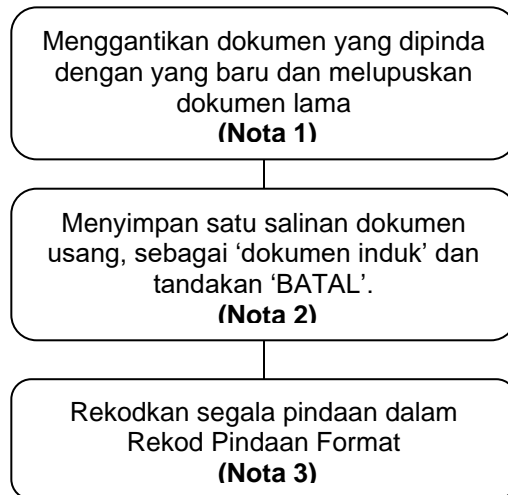 Menggantikan dokumen yang dipinda
dengan yang baru dan melupuskan
dokumen lama
(Nota 1)
Menyimpan satu salinan dokumen
usang, sebagai ‘dokumen induk’ dan
tandakan ‘BATAL’.
(Nota 2)
Rekodkan segala pindaan dalam
Rekod Pindaan Format
(Nota 3)